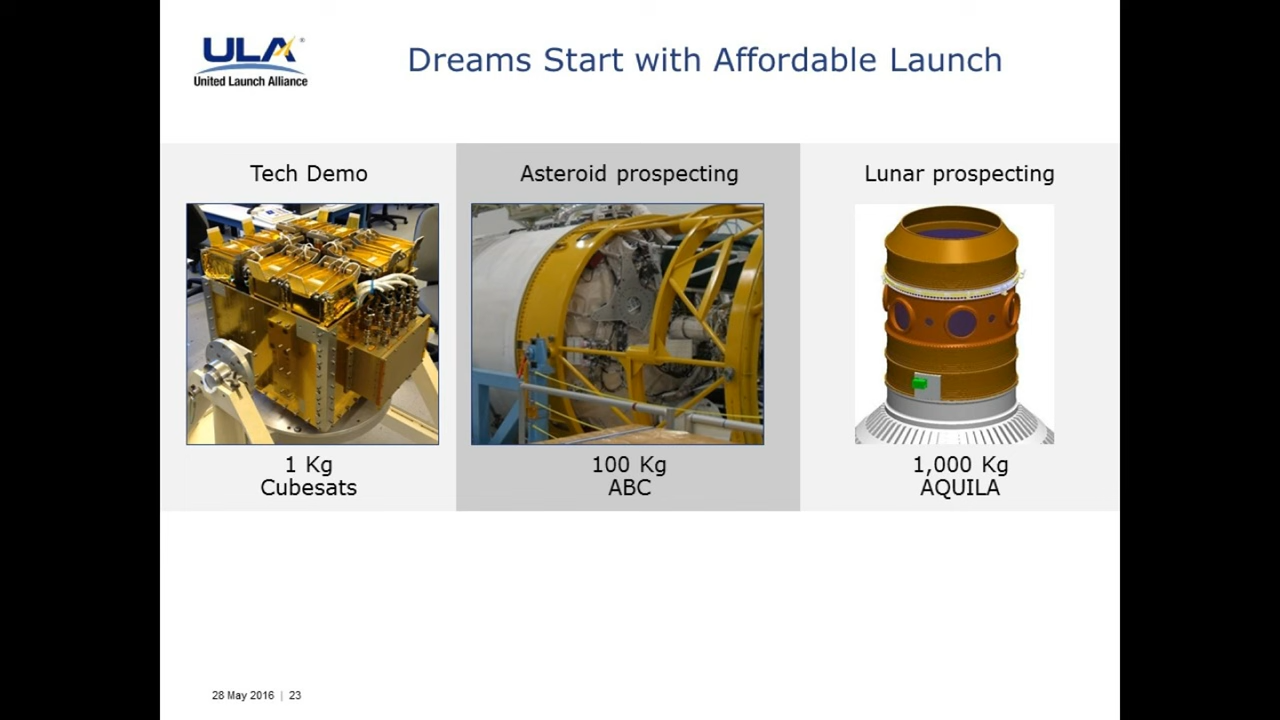 ULA
United Launch Alliance
Dreams Start with Affordable Launch
Tech Demo
1 Kg
Cubesats
Asteroid prospecting
100 Kg
ABC
Lunar prospecting
1,000 Kg
AQUILA
28 May 2016 | 23